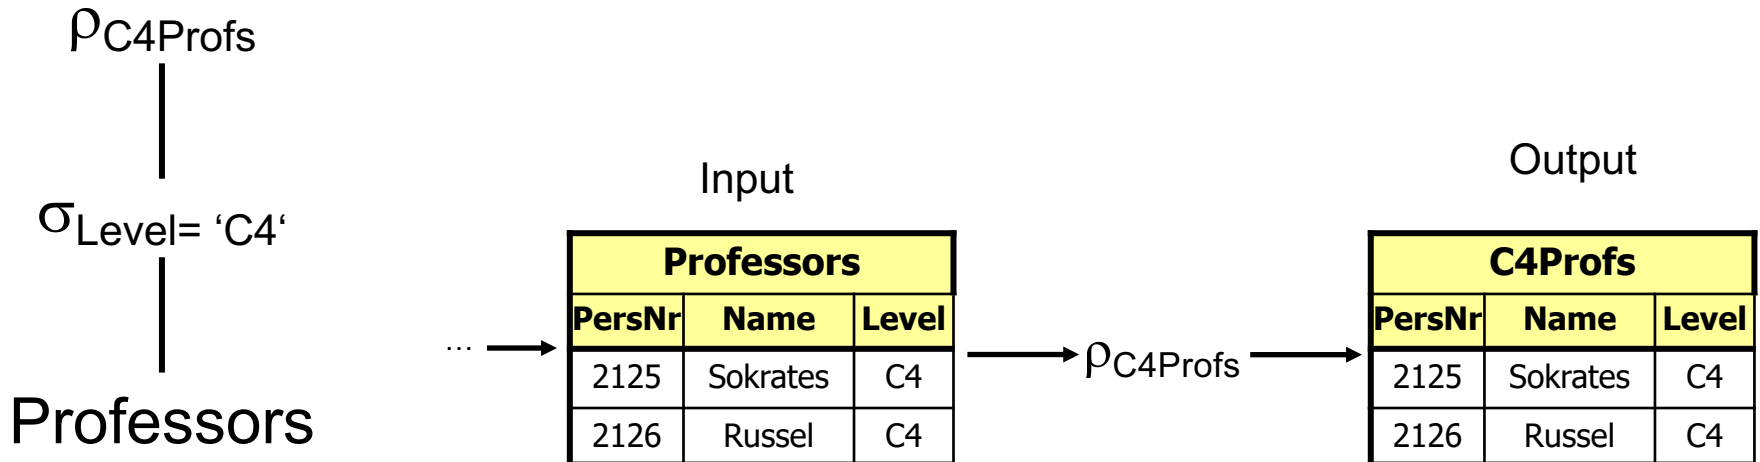 ρC4Profs
σLevel= ‘C4‘
Professors
Input
Professors
PersNr Name Level
2125 Sokrates C4
2126 Russel C4
...
ρC4Profs
Output
C4Profs
PersNr Name Level
2125 Sokrates C4
2126 Russel C4